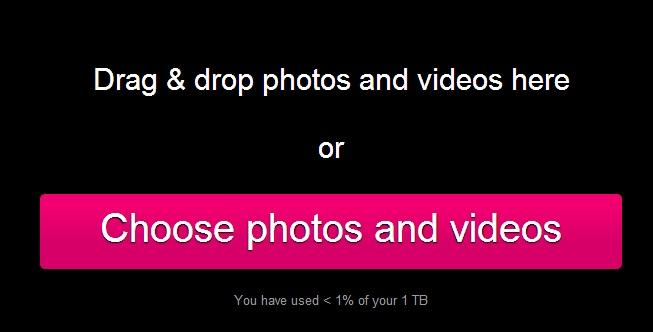 Drag & drop photos and videos here
or
Choose photos and videos
You have used < 1% of your 1 TB